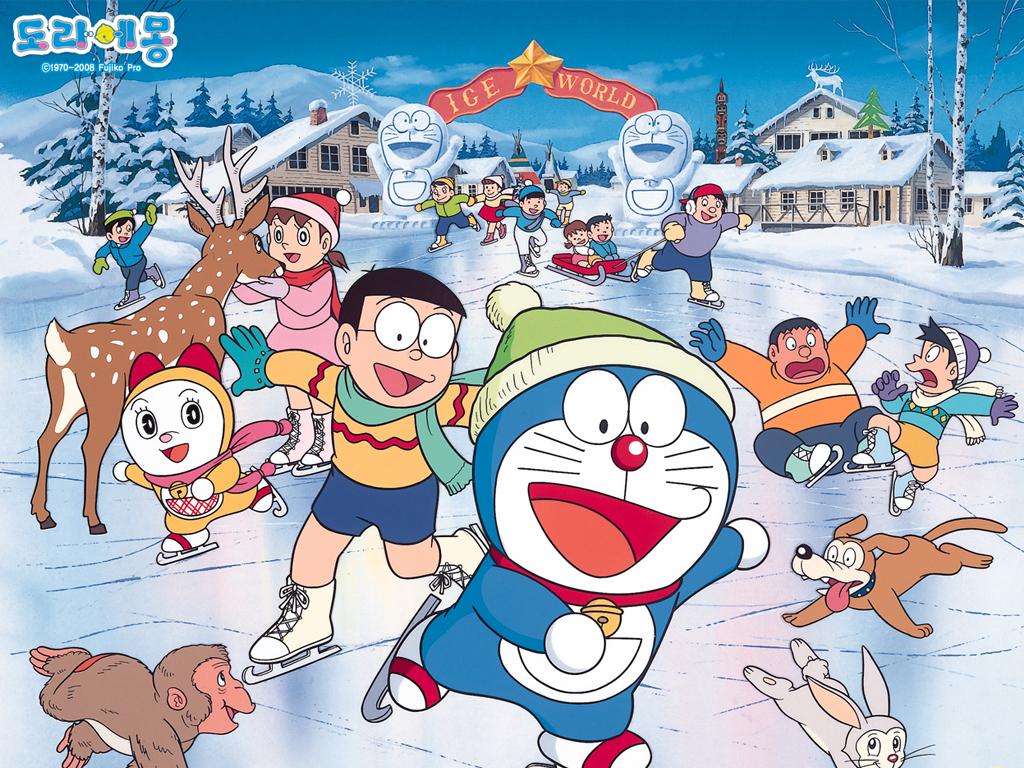 도라에몽
©1970-2008 Fujiko Pro
ICE WORLD